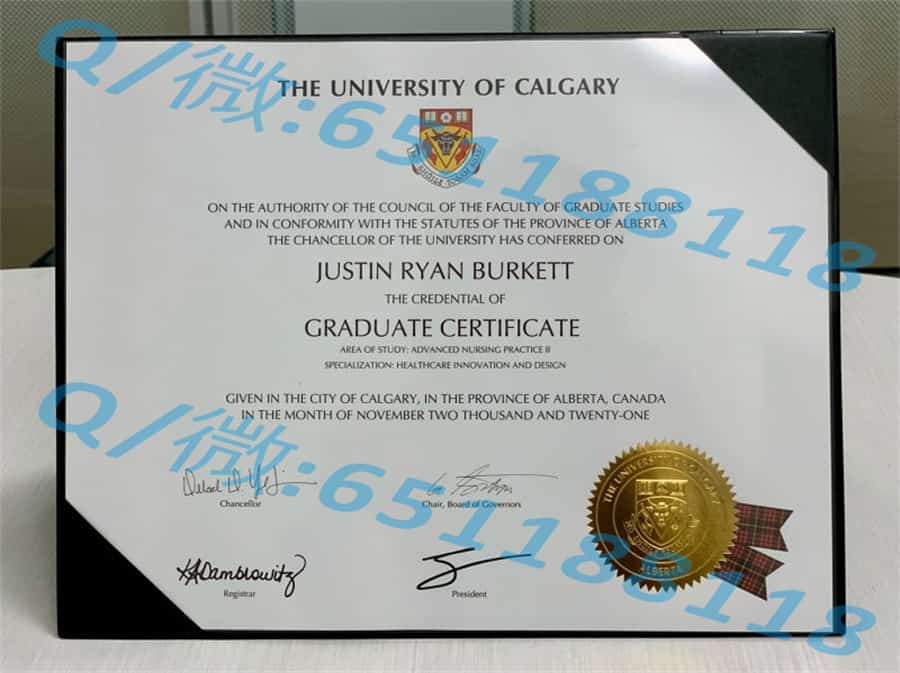 THE UNIVERSITY OF CALGARY
ON THE AUTHORITY OF THE COUNCIL OF THE FACULTY OF GRADUATE STUDIES
AND IN CONFORMITY WITH THE STATUTES OF THE PROVINCE OF ALBERTA
THE CHANCELLOR OF THE UNIVERSITY HAS CONFERRED ON
JUSTIN RYAN BURKETT
THE CREDENTIAL OF
GRADUATE CERTIFICATE
AREA OF STUDY: ADVANCED NURSING PRACTICE II
SPECIALIZATION: HEALTHCARE INNOVATION AND DESIGN
GIVEN IN THE CITY OF CALGARY, IN THE PROVINCE OF ALBERTA, CANADA
IN THE MONTH OF NOVEMBER TWO THOUSAND AND TWENTY-ONE
Chancellor
Chair, Board of Governors
Registrar
President
THE UNIVERSITY OF CALGARY
ALBERTA
Q/微:651188118
Q/微:651188118